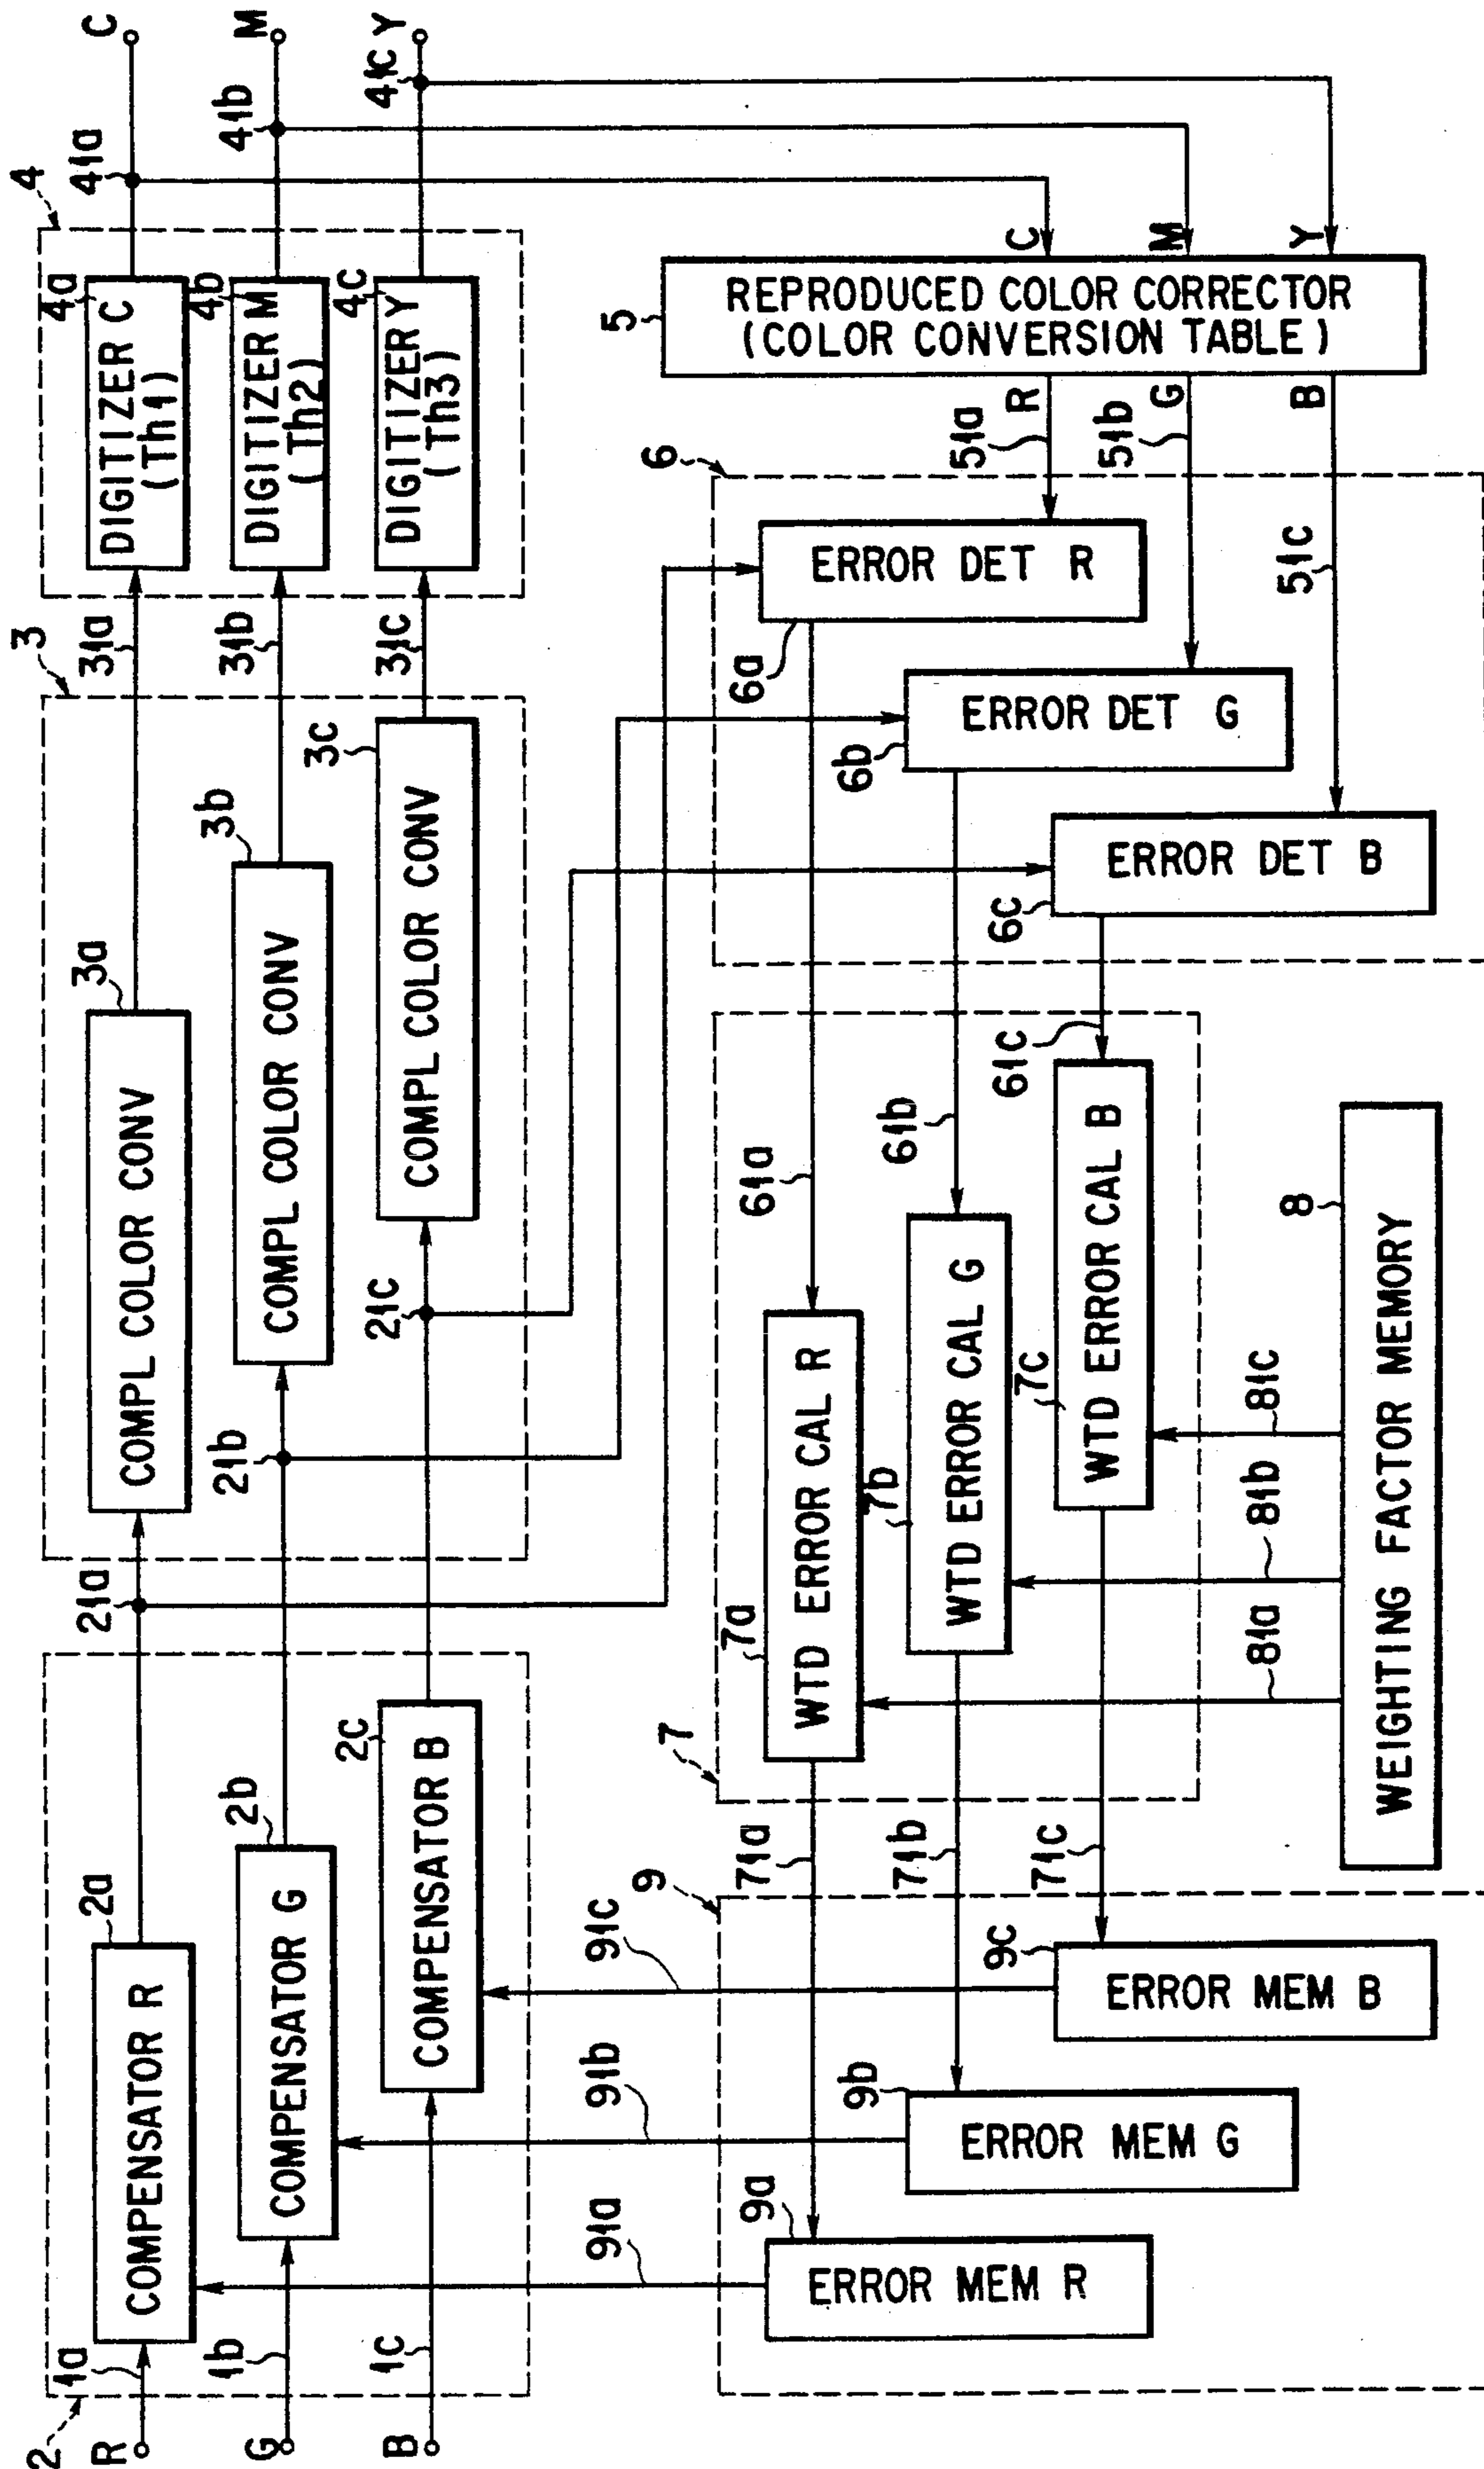 2
R
1a
COMPENSATOR R
2a
21a
COMPL COLOR CONV
3a
3
31a
DIGITIZER C
(Th1)
4a
4
41a
C
G
1b
COMPENSATOR G
2b
21b
COMPL COLOR CONV
3b
31b
DIGITIZER M
(Th2)
4b
41b
M
B
1c
COMPENSATOR B
2c
21c
COMPL COLOR CONV
3c
31c
DIGITIZER Y
(Th3)
4c
41c
Y
91a
91b
91c
9
9a
ERROR MEM R
71a
7
7a
WTD ERROR CAL R
61a
6a
ERROR DET R
6
51a
R
5
REPRODUCED COLOR CORRECTOR
(COLOR CONVERSION TABLE)
C
M
Y
9b
ERROR MEM G
71b
7b
WTD ERROR CAL G
61b
6b
ERROR DET G
51b
G
9c
ERROR MEM B
71c
7c
WTD ERROR CAL B
61c
6c
ERROR DET B
51c
B
81a
81b
81c
8
WEIGHTING FACTOR MEMORY